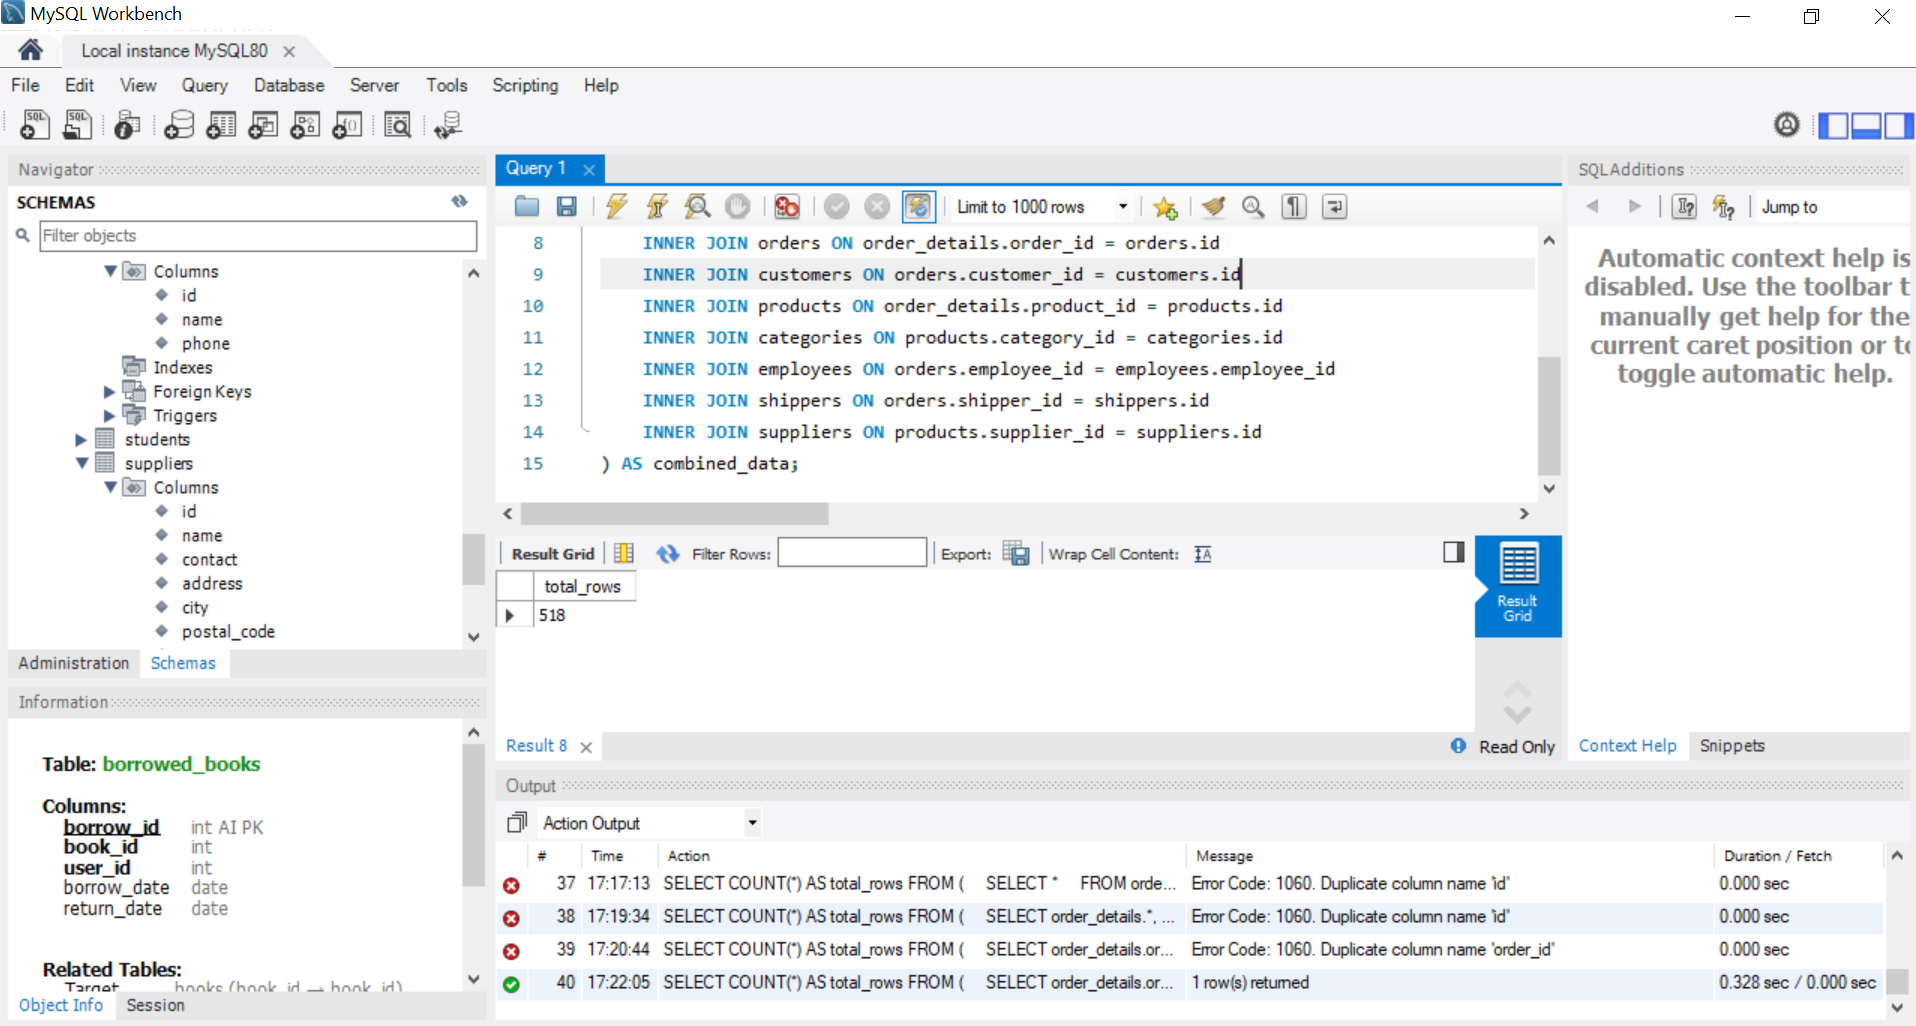 MySQL Workbench
Local instance MySQL80
File Edit View Query Database Server Tools Scripting Help
Navigator
SCHEMAS
Filter objects
Columns
id
name
phone
Indexes
Foreign Keys
Triggers
students
suppliers
Columns
id
name
contact
address
city
postal_code
Administration Schemas
Information
Table: borrowed_books
Columns:
borrow_id int AI PK
book_id int
user_id int
borrow_date date
return_date date
Related Tables:
Target books (book_id → book_id)
Object Info Session
Query 1
Limit to 1000 rows
8 INNER JOIN orders ON order_details.order_id = orders.id
9 INNER JOIN customers ON orders.customer_id = customers.id
10 INNER JOIN products ON order_details.product_id = products.id
11 INNER JOIN categories ON products.category_id = categories.id
12 INNER JOIN employees ON orders.employee_id = employees.employee_id
13 INNER JOIN shippers ON orders.shipper_id = shippers.id
14 INNER JOIN suppliers ON products.supplier_id = suppliers.id
15 ) AS combined_data;
Result Grid Filter Rows: Export: Wrap Cell Content:
total_rows
518
Result
Grid
Result 8 Read Only
SQLAdditions
Jump to
Automatic context help is
disabled. Use the toolbar t
manually get help for the
current caret position or to
toggle automatic help.
Context Help Snippets
Output
Action Output
# Time Action Message Duration / Fetch
37 17:17:13 SELECT COUNT(*) AS total_rows FROM ( SELECT * FROM orde... Error Code: 1060. Duplicate column name 'id' 0.000 sec
38 17:19:34 SELECT COUNT(*) AS total_rows FROM ( SELECT order_details.*, ... Error Code: 1060. Duplicate column name 'id' 0.000 sec
39 17:20:44 SELECT COUNT(*) AS total_rows FROM ( SELECT order_details.or... Error Code: 1060. Duplicate column name 'order_id' 0.000 sec
40 17:22:05 SELECT COUNT(*) AS total_rows FROM ( SELECT order_details.or... 1 row(s) returned 0.328 sec / 0.000 sec